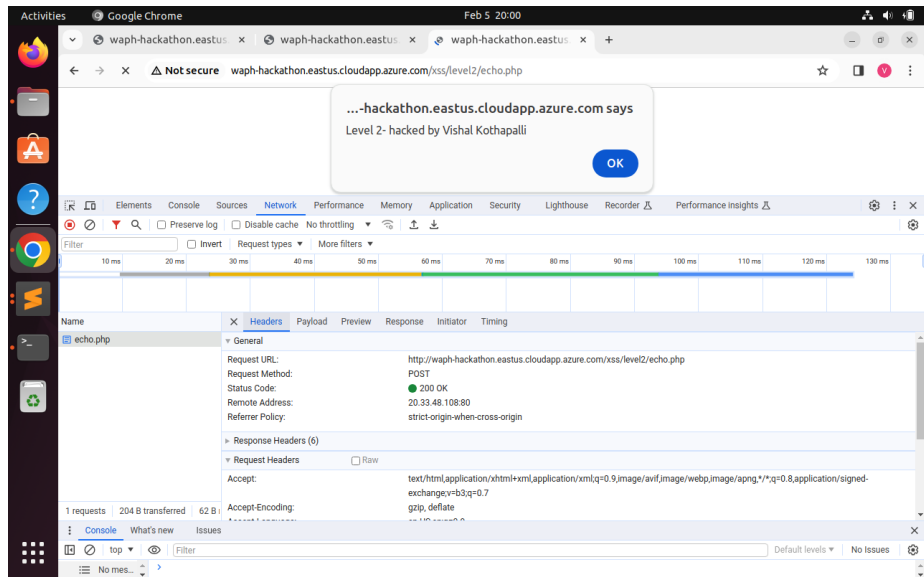 Activities Google Chrome Feb 5 20:00
waph-hackathon.eastus. × waph-hackathon.eastus. × waph-hackathon.eastus. × +
Not secure waph-hackathon.eastus.cloudapp.azure.com/xss/level2/echo.php V
...-hackathon.eastus.cloudapp.azure.com says
Level 2- hacked by Vishal Kothapalli
OK
Elements Console Sources Network Performance Memory Application Security Lighthouse Recorder Performance insights
Preserve log Disable cache No throttling
Filter Invert Request types More filters
10 ms 20 ms 30 ms 40 ms 50 ms 60 ms 70 ms 80 ms 90 ms 100 ms 110 ms 120 ms 130 ms
Name Headers Payload Preview Response Initiator Timing
echo.php General
Request URL: http://waph-hackathon.eastus.cloudapp.azure.com/xss/level2/echo.php
Request Method: POST
Status Code: 200 OK
Remote Address: 20.33.48.108:80
Referrer Policy: strict-origin-when-cross-origin
Response Headers (6)
Request Headers Raw
Accept: text/html,application/xhtml+xml,application/xml;q=0.9,image/avif,image/webp,image/apng,*/*;q=0.8,application/signed-
exchange;v=b3;q=0.7
Accept-Encoding: gzip, deflate
1 requests 204 B transferred 62 B
Console What's new Issues
top Filter Default levels No Issues
No mes...